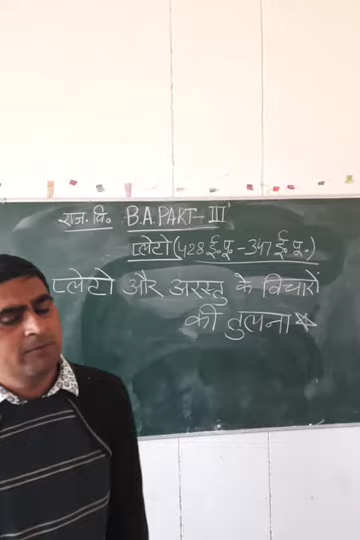 राज. वि. B.A. PART-III
प्लेटो (428 ई. पू. - 347 ई. पू.)
प्लेटो और अरस्तु के विचारों
की तुलना